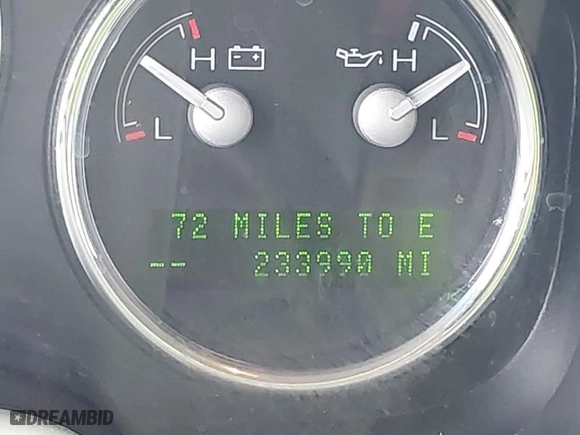 H H
L L
72 MILES TO E
-- 233990 MI
DREAMBID